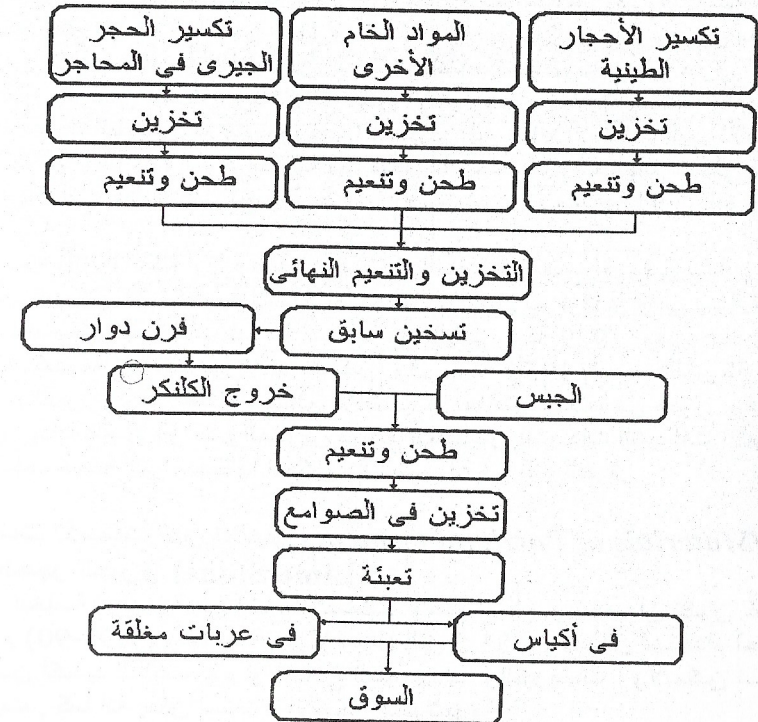 تكسير الأحجار
الطينية
المواد الخام
الأخرى
تكسير الحجر
الجيرى فى المحاجر
تخزين
تخزين
تخزين
طحن وتنعيم
طحن وتنعيم
طحن وتنعيم
التخزين والتنعيم النهائى
تسخين سابق
فرن دوار
الجبس
خروج الكلنكر
طحن وتنعيم
تخزين فى الصوامع
تعبئة
فى أكياس
فى عربات مغلقة
السوق